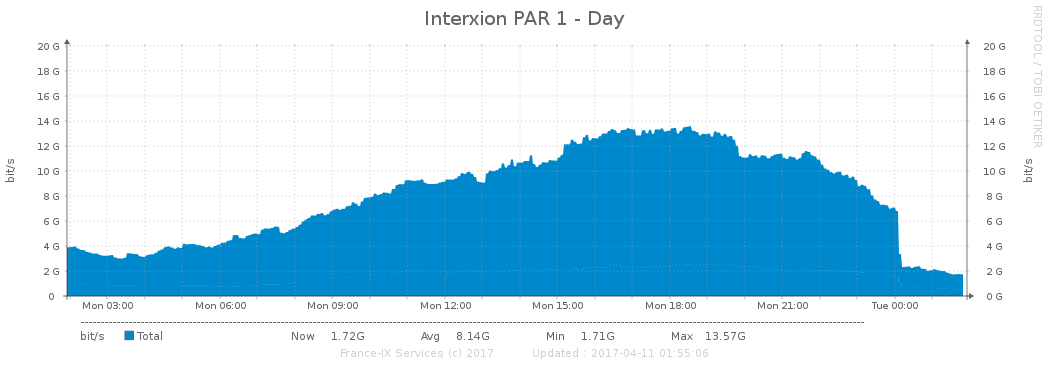 Interxion PAR 1 - Day
RRDTOOL / TOBI OETIKER
bit/s
20 G 20 G
18 G 18 G
16 G 16 G
14 G 14 G
12 G 12 G
10 G 10 G
8 G 8 G
6 G 6 G
4 G 4 G
2 G 2 G
0 0 G
bit/s
Mon 03:00 Mon 06:00 Mon 09:00 Mon 12:00 Mon 15:00 Mon 18:00 Mon 21:00 Tue 00:00
bit/s Total Now 1.72G Avg 8.14G Min 1.71G Max 13.57G
France-IX Services (c) 2017 Updated : 2017-04-11 01:55:06